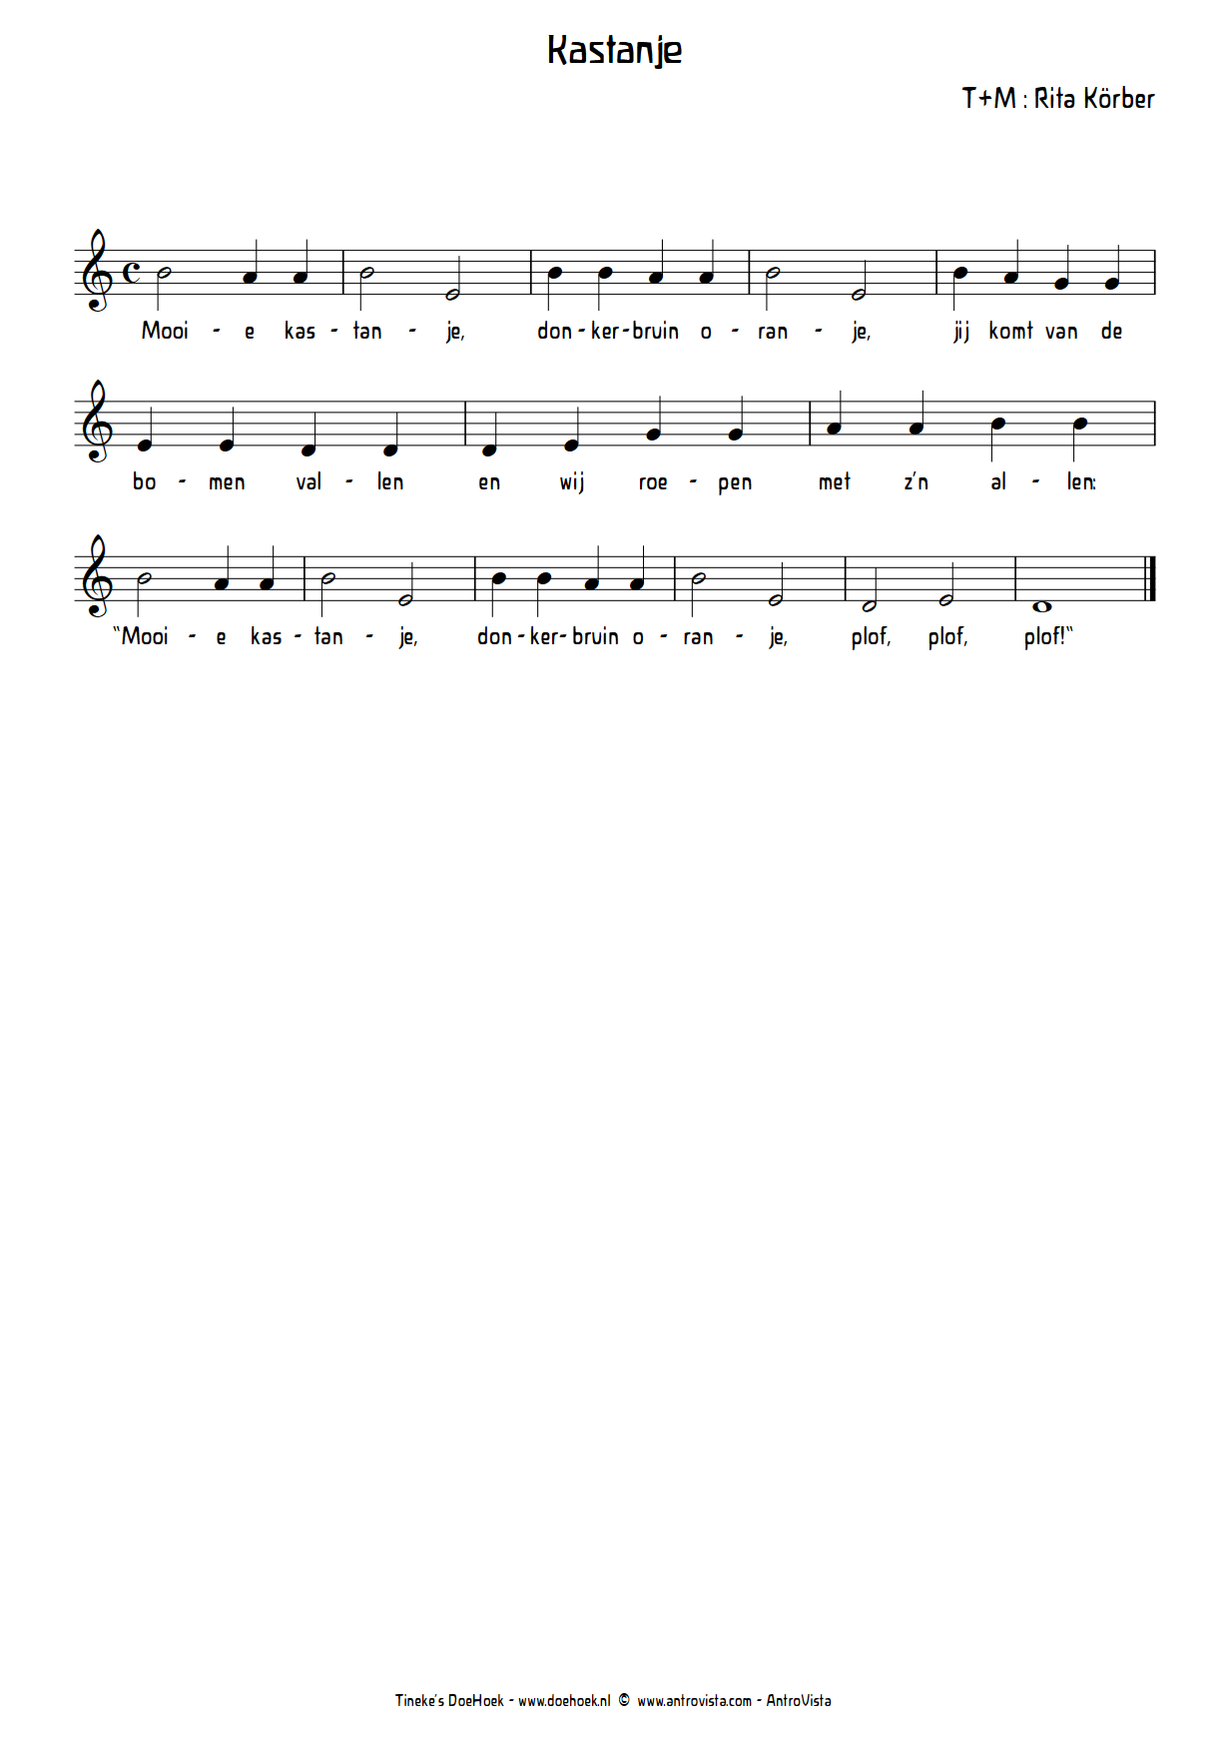 Kastanje
T+M : Rita Körber
Mooi - e kas - tan - je, don - ker - bruin o - ran - je, jij komt van de
bo - men val - len en wij roe - pen met z'n al - len:
“Mooi - e kas - tan - je, don - ker - bruin o - ran - je, plof, plof, plof!“
Tineke's DoeHoek - www.doehoek.nl © www.antrovista.com - AntroVista